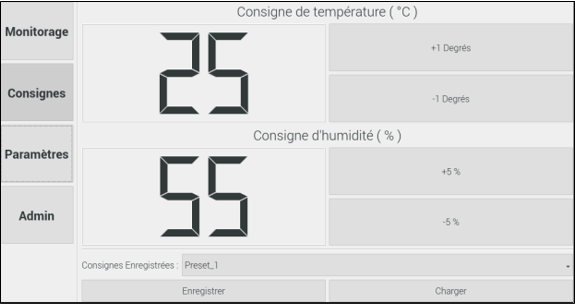 Monitorage
Consignes
Paramètres
Admin
Consigne de température ( °C )
25
+1 Degrés
-1 Degrés
Consigne d'humidité ( % )
55
+5 %
-5 %
Consignes Enregistrées : Preset_1
Enregistrer Charger